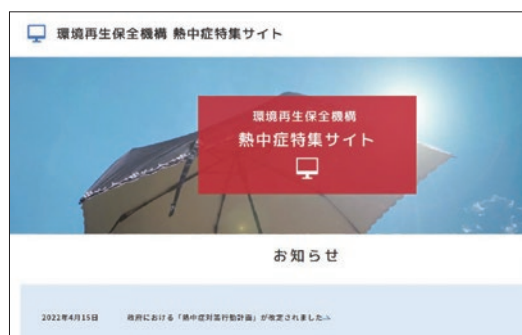 環境再生保全機構 熱中症特集サイト
環境再生保全機構
熱中症特集サイト
お知らせ
2022年4月15日 政府における「熱中症対策行動計画」が改定されました